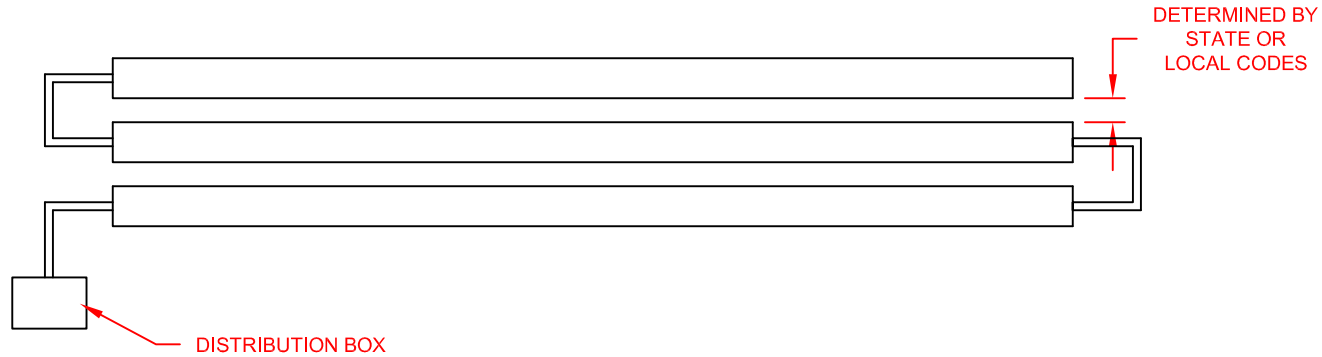 DETERMINED BY
STATE OR
LOCAL CODES
DISTRIBUTION BOX